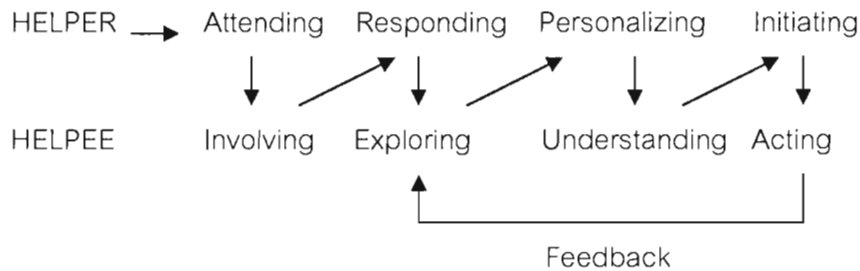 HELPER Attending Responding Personalizing Initiating
HELPEE Involving Exploring Understanding Acting
Feedback